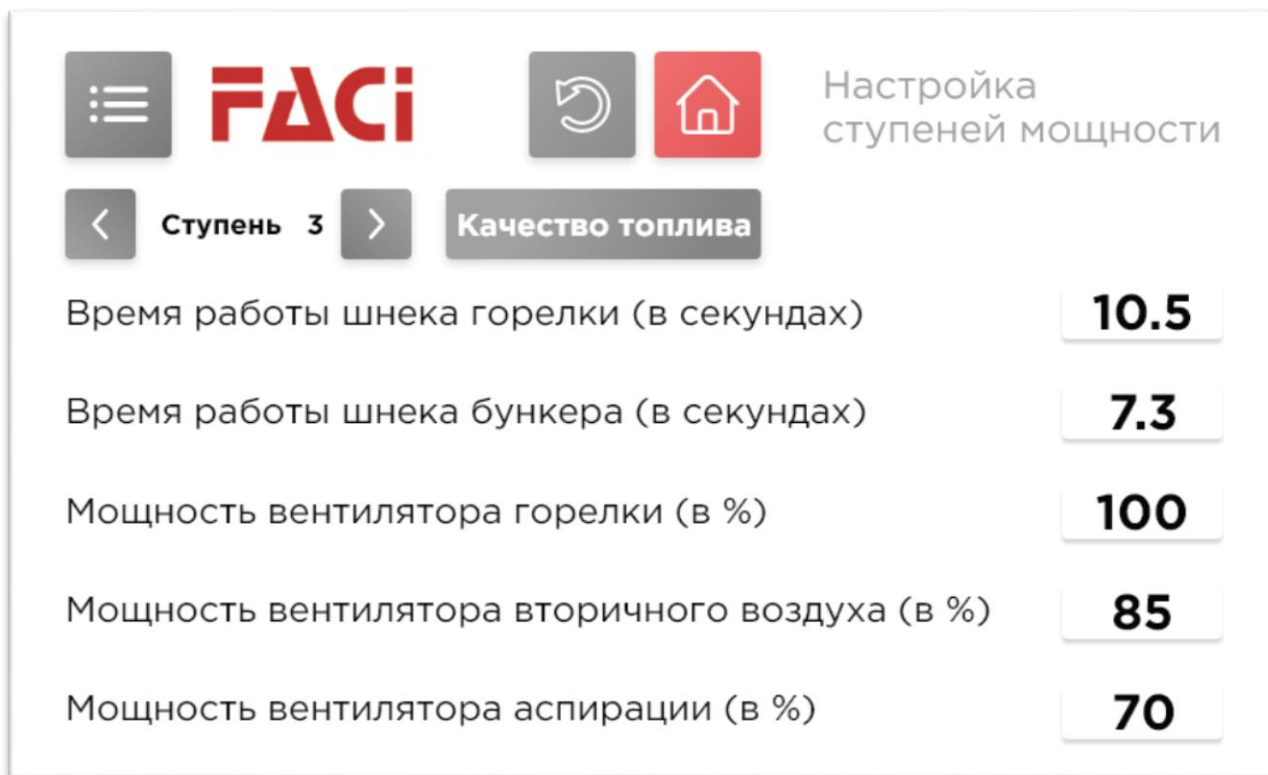 FACi
Настройка
ступеней мощности
Ступень 3
Качество топлива
Время работы шнека горелки (в секундах) 10.5
Время работы шнека бункера (в секундах) 7.3
Мощность вентилятора горелки (в %) 100
Мощность вентилятора вторичного воздуха (в %) 85
Мощность вентилятора аспирации (в %) 70